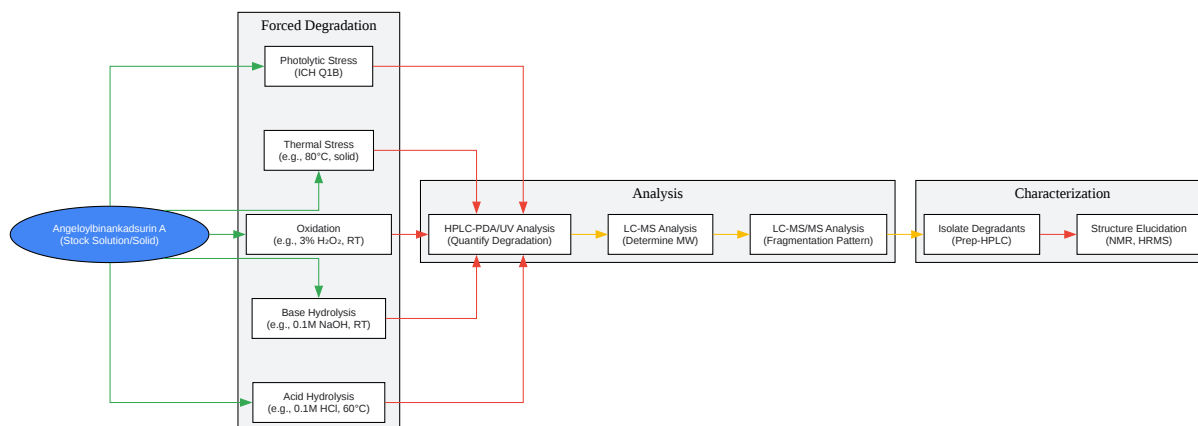 Forced Degradation
Photolytic Stress
(ICH Q1B)
Thermal Stress
(e.g., 80°C, solid)
Angeloylbinankadsurin A
(Stock Solution/Solid)
Oxidation
(e.g., 3% H₂O₂, RT)
Base Hydrolysis
(e.g., 0.1M NaOH, RT)
Acid Hydrolysis
(e.g., 0.1M HCl, 60°C)
Analysis
HPLC-PDA/UV Analysis
(Quantify Degradation)
LC-MS Analysis
(Determine MW)
LC-MS/MS Analysis
(Fragmentation Pattern)
Characterization
Isolate Degradants
(Prep-HPLC)
Structure Elucidation
(NMR, HRMS)